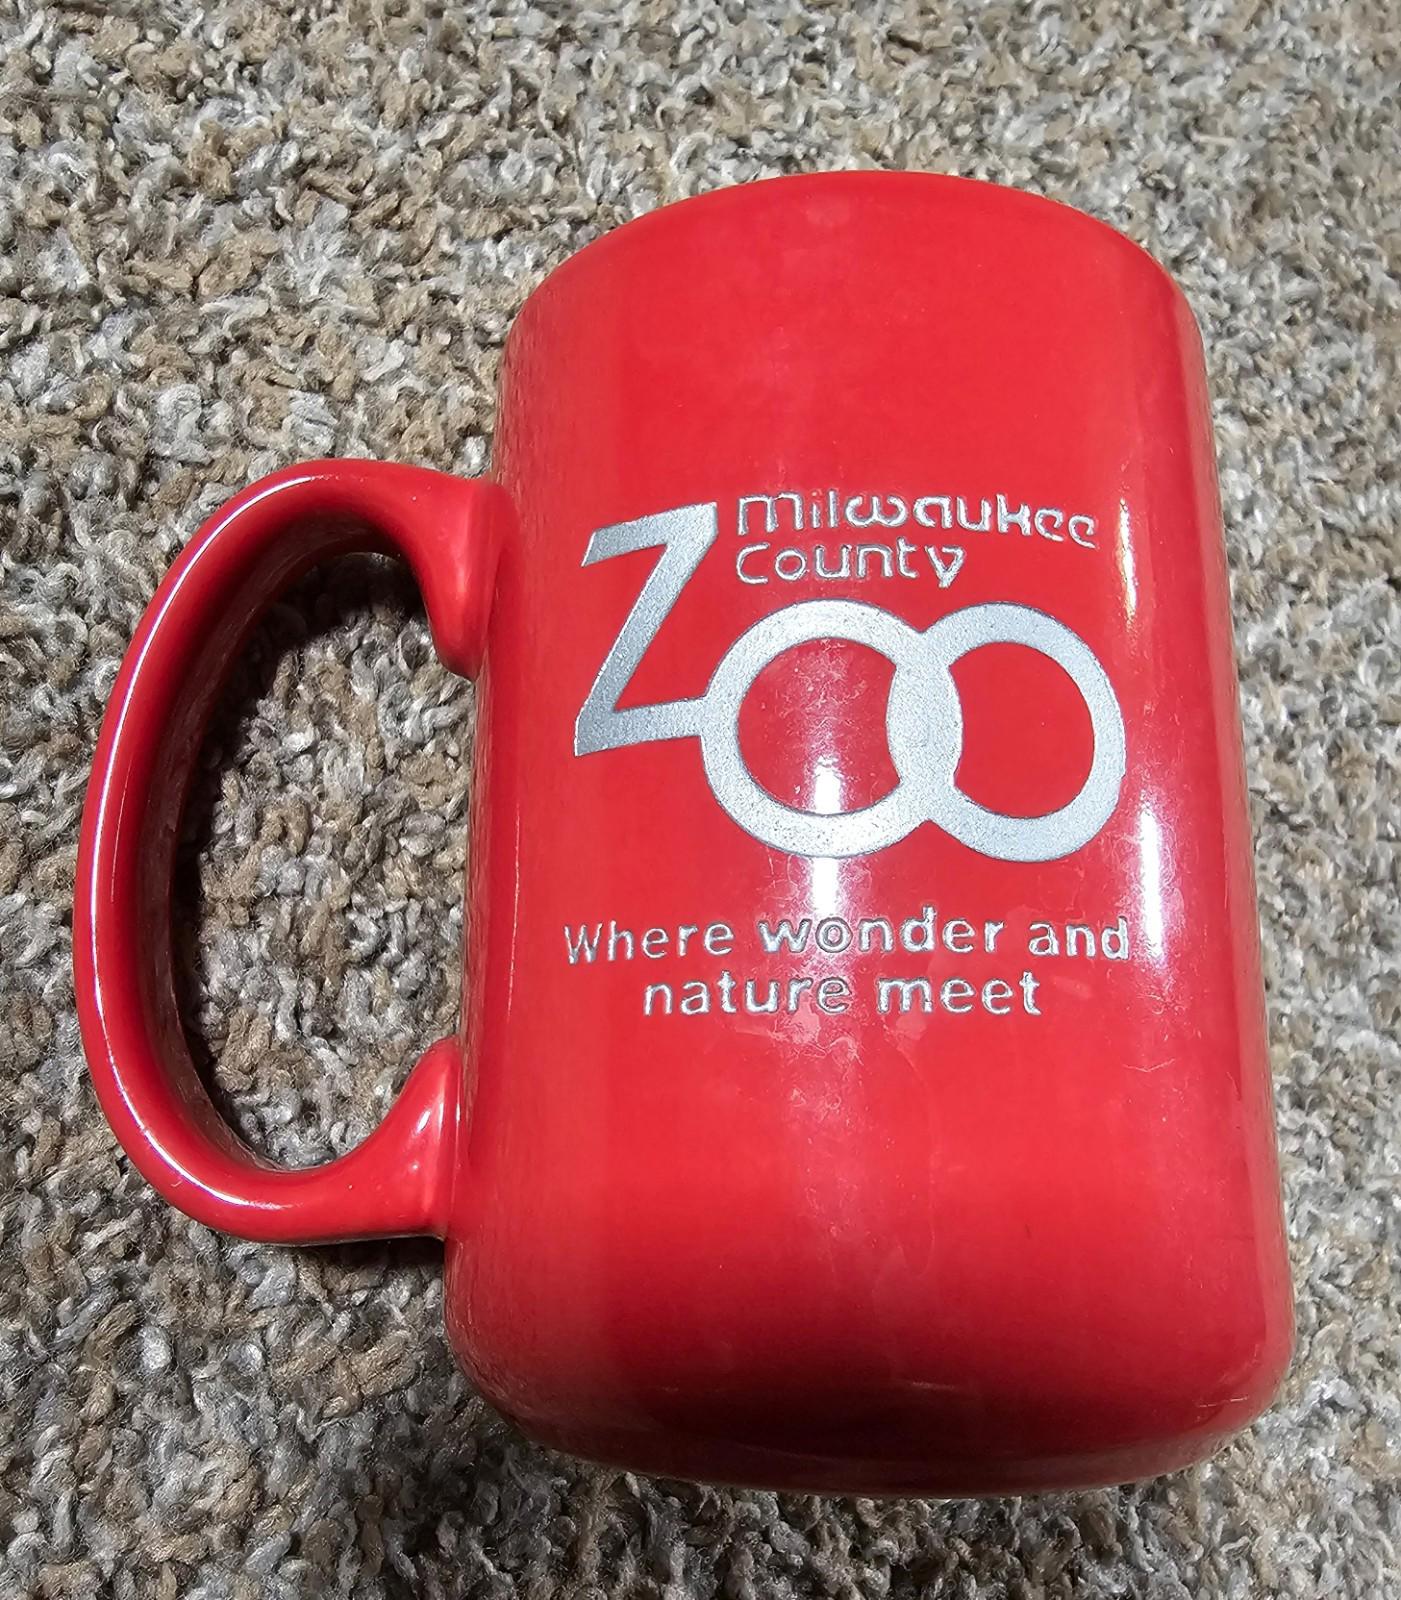 Milwaukee
County
Zoo
Where wonder and
nature meet